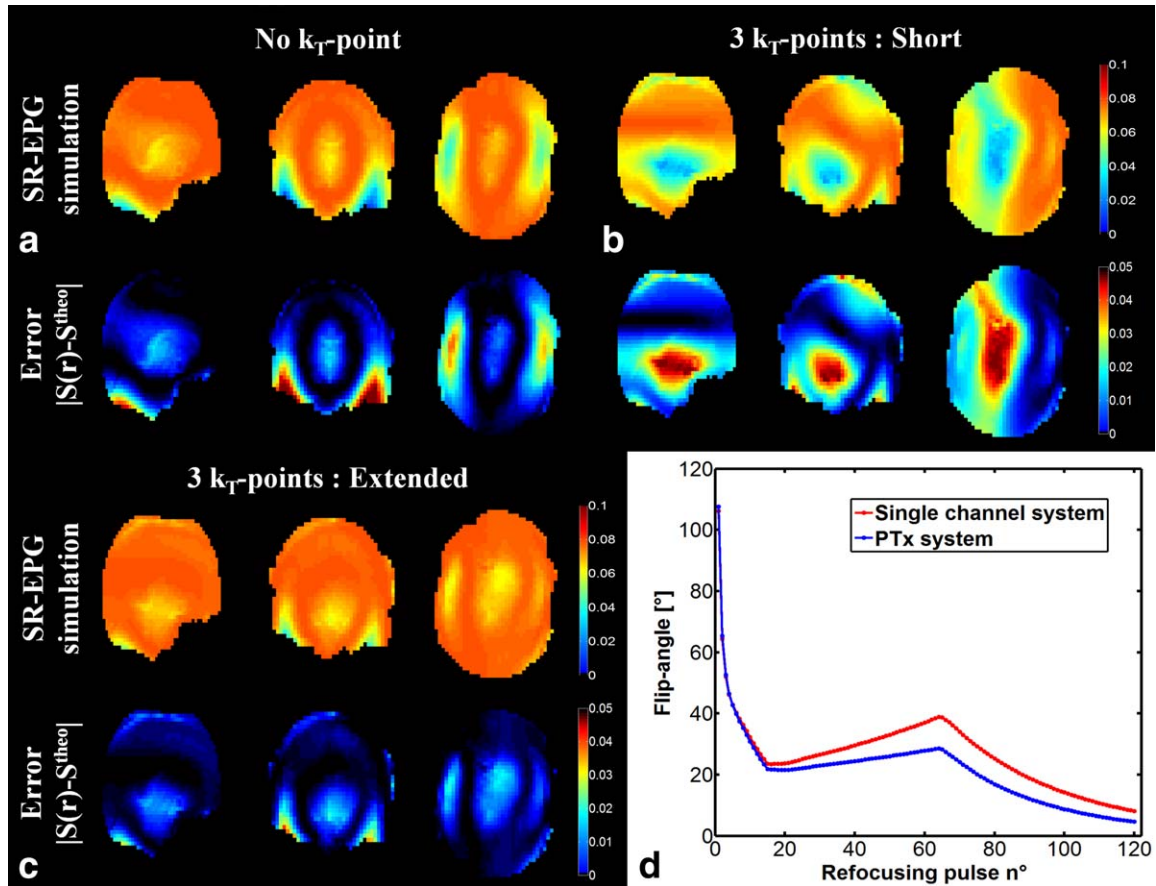 No kT-point
3 kT-points : Short
SR-EPG
simulation
0.1
0.08
0.06
0.04
0.02
0
a
b
Error
|S(r)-Stheo|
0.05
0.04
0.03
0.02
0.01
0
3 kT-points : Extended
SR-EPG
simulation
0.1
0.08
0.06
0.04
0.02
0
Error
|S(r)-Stheo|
0.05
0.04
0.03
0.02
0.01
0
c
Flip-angle [°]
120
100
80
60
40
20
0
Single channel system
PTx system
0 20 40 60 80 100 120
Refocusing pulse n°
d